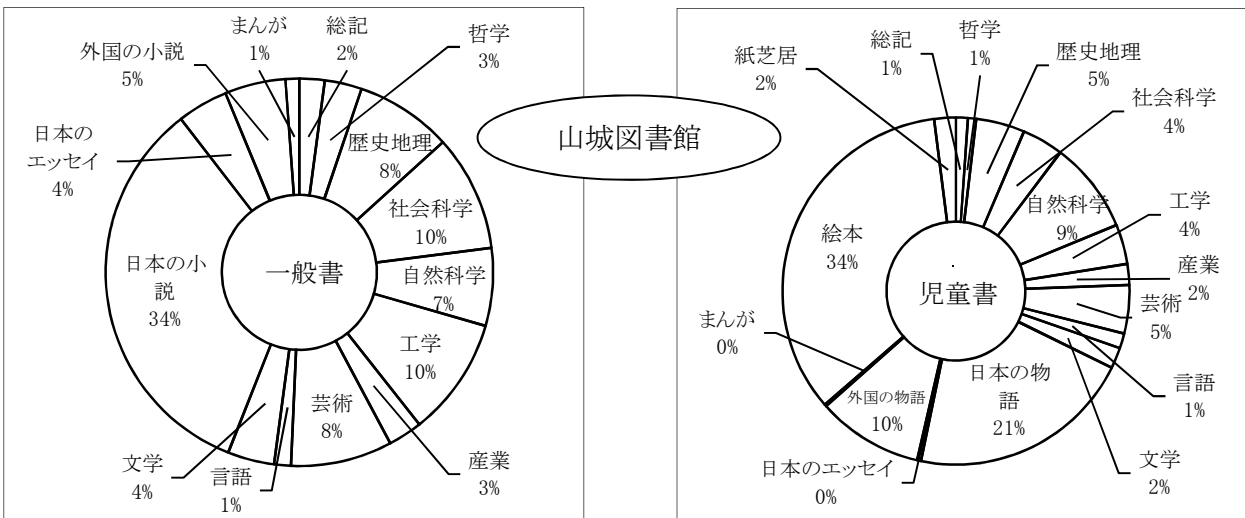 山城図書館
一般書
総記
2%
哲学
3%
歴史地理
8%
社会科学
10%
自然科学
7%
工学
10%
産業
3%
芸術
8%
言語
1%
文学
4%
日本の小
説
34%
日本の
エッセイ
4%
外国の小説
5%
まんが
1%
児童書
総記
1%
哲学
1%
歴史地理
5%
社会科学
4%
自然科学
9%
工学
4%
産業
2%
芸術
5%
言語
1%
文学
2%
日本の物
語
21%
日本のエッセイ
0%
外国の物語
10%
まんが
0%
絵本
34%
紙芝居
2%